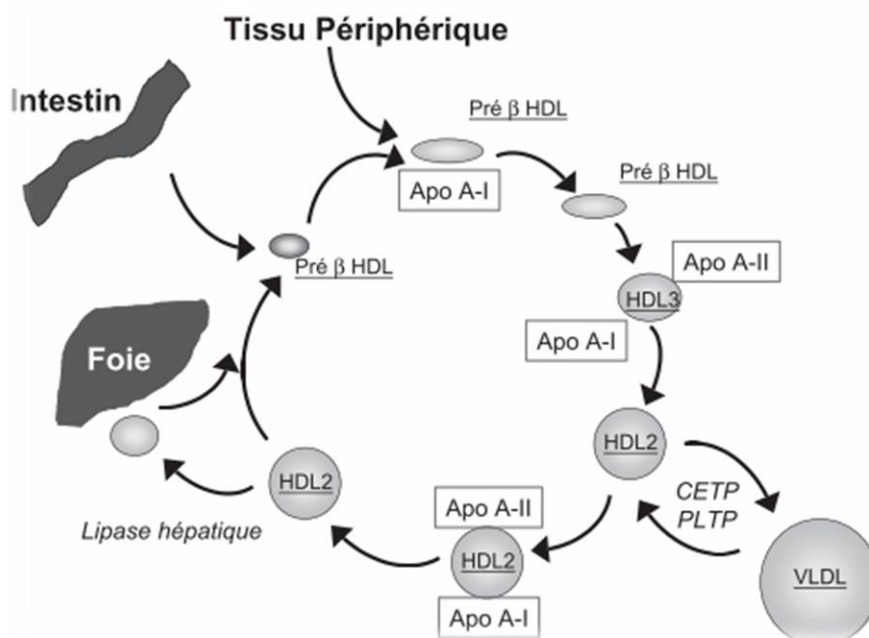 Tissu Périphérique
Intestin
Pré β HDL
Apo A-I
Pré β HDL
Pré β HDL
Apo A-II
HDL3
Apo A-I
Foie
HDL2
HDL2
CETP
PLTP
Apo A-II
Lipase hépatique
HDL2
VLDL
Apo A-I